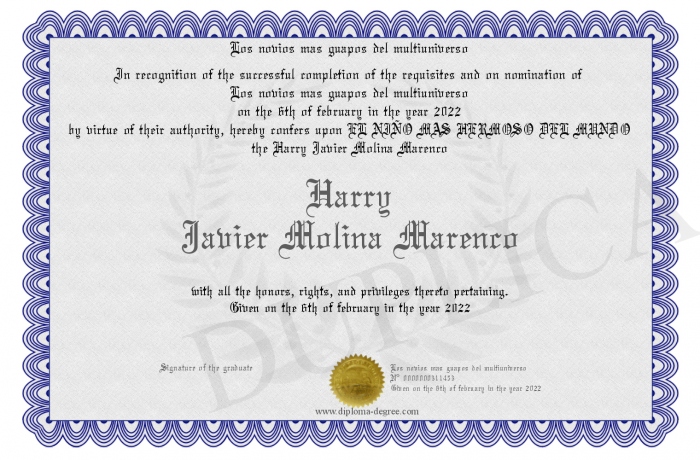 Los novios mas guapos del multiuniverso
In recognition of the successful completion of the requisites and on nomination of
Los novios mas guapos del multiuniverso
on the 6th of february in the year 2022
by virtue of their authority, hereby confers upon EL NIÑO MAS HERMOSO DEL MUNDO
the Harry Javier Molina Marenco
Harry
Javier Molina Marenco
with all the honors, rights, and privileges thereto pertaining.
Given on the 6th of february in the year 2022
DUPLICA
Signature of the graduate
Los novios mas guapos del multiuniverso
Nº 0000000311453
Given on the 6th of february in the year 2022
www.diploma-degree.com